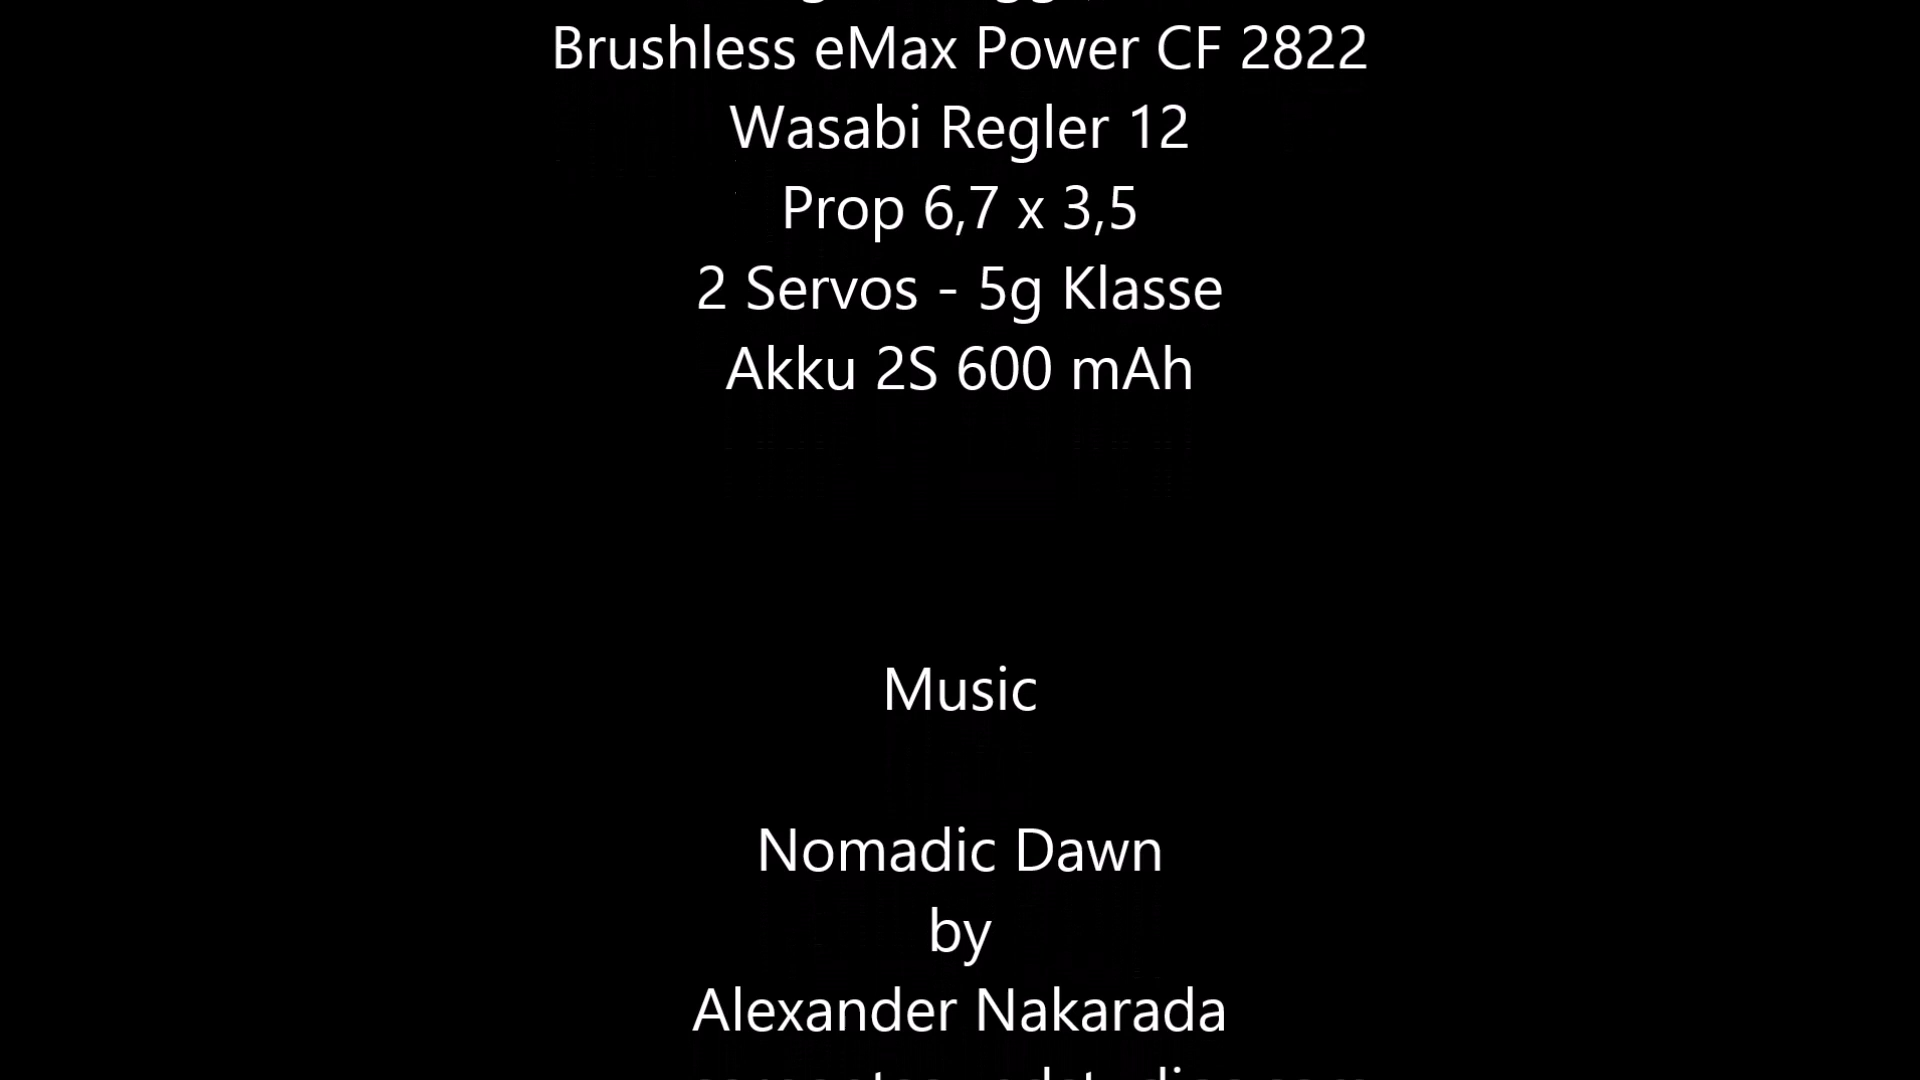 Brushless eMax Power CF 2822
Wasabi Regler 12
Prop 6,7 x 3,5
2 Servos - 5g Klasse
Akku 2S 600 mAh
Music
Nomadic Dawn
by
Alexander Nakarada